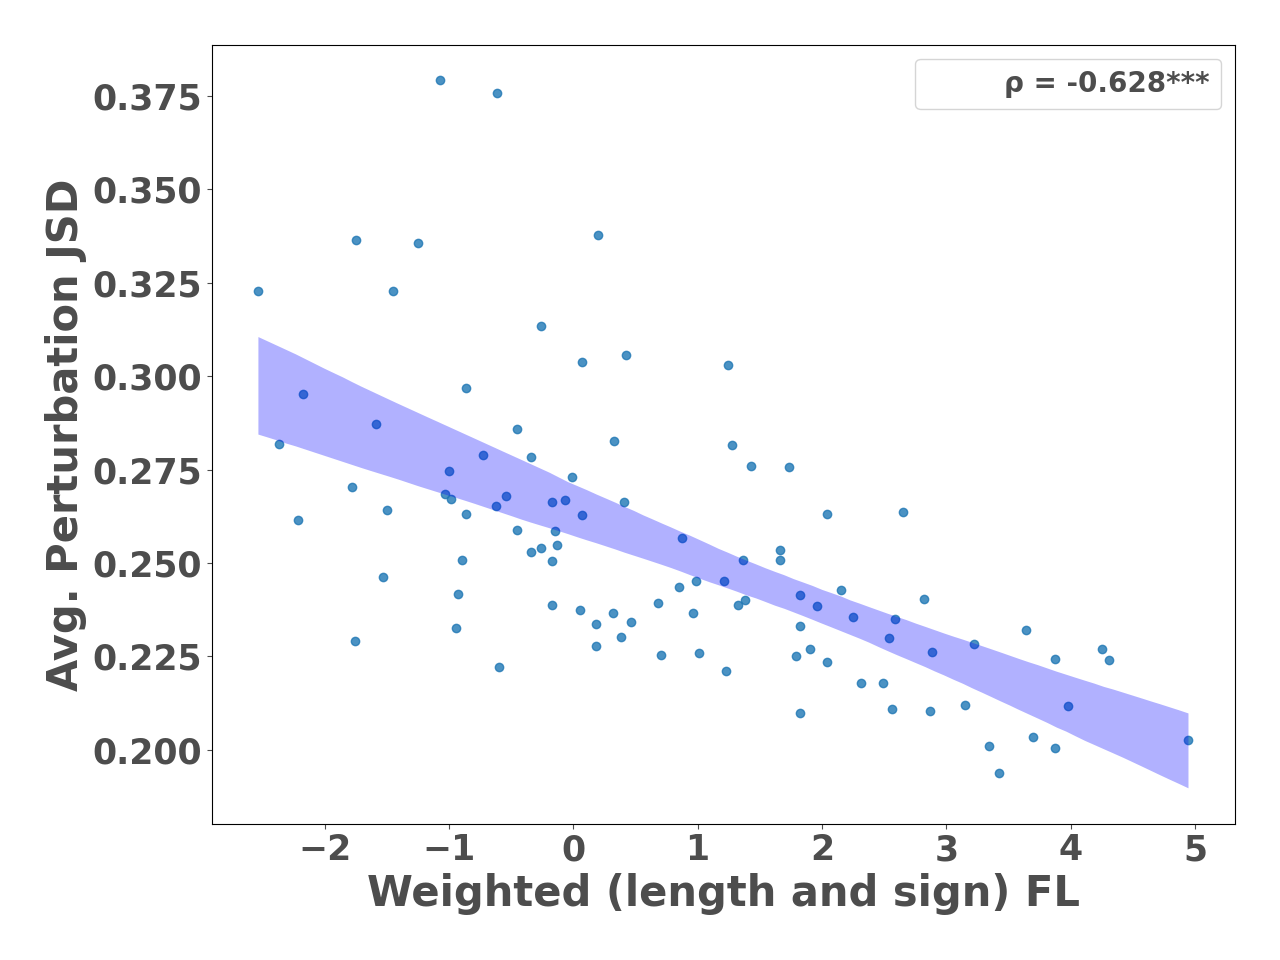 ρ = -0.628***
0.375
0.350
0.325
0.300
0.275
0.250
0.225
0.200
Avg. Perturbation JSD
−2 −1 0 1 2 3 4 5
Weighted (length and sign) FL